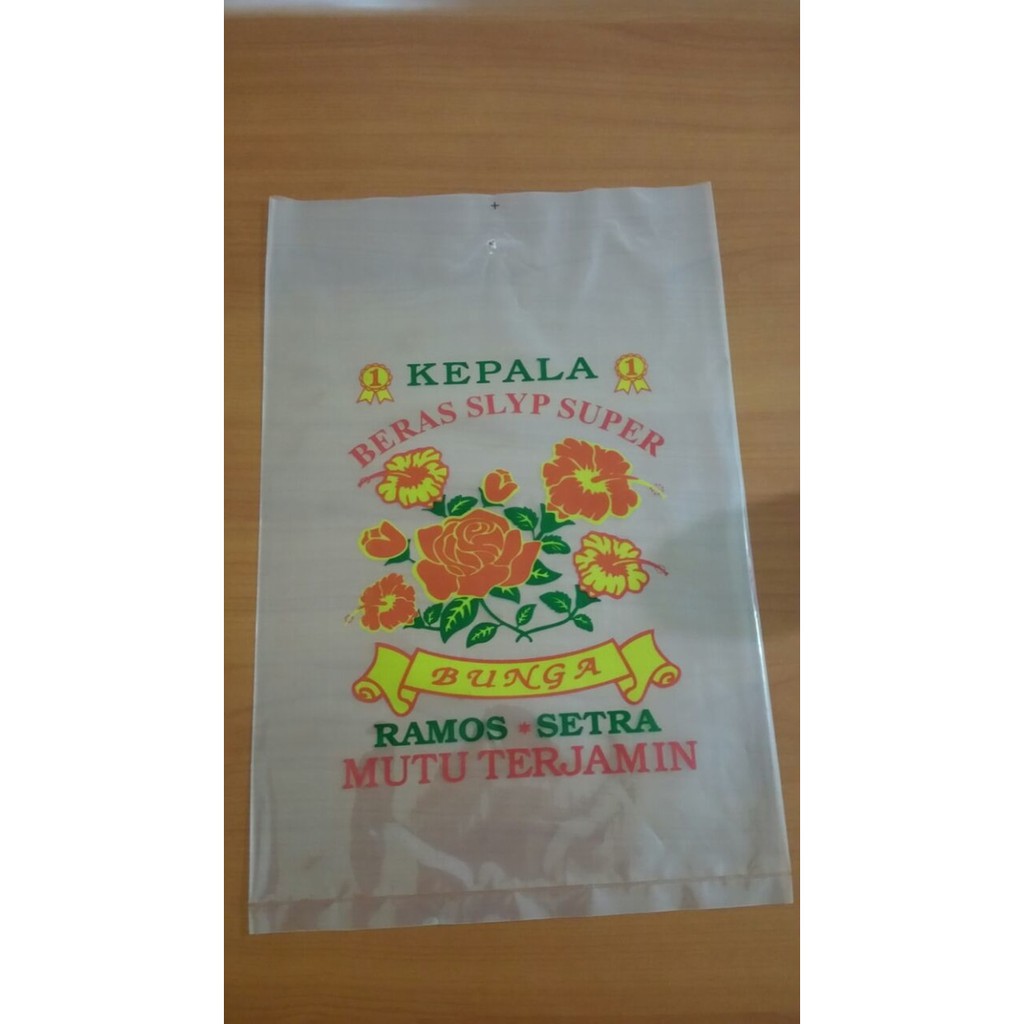 1 KEPALA 1
BERAS SLYP SUPER
BUNGA
RAMOS * SETRA
MUTU TERJAMIN